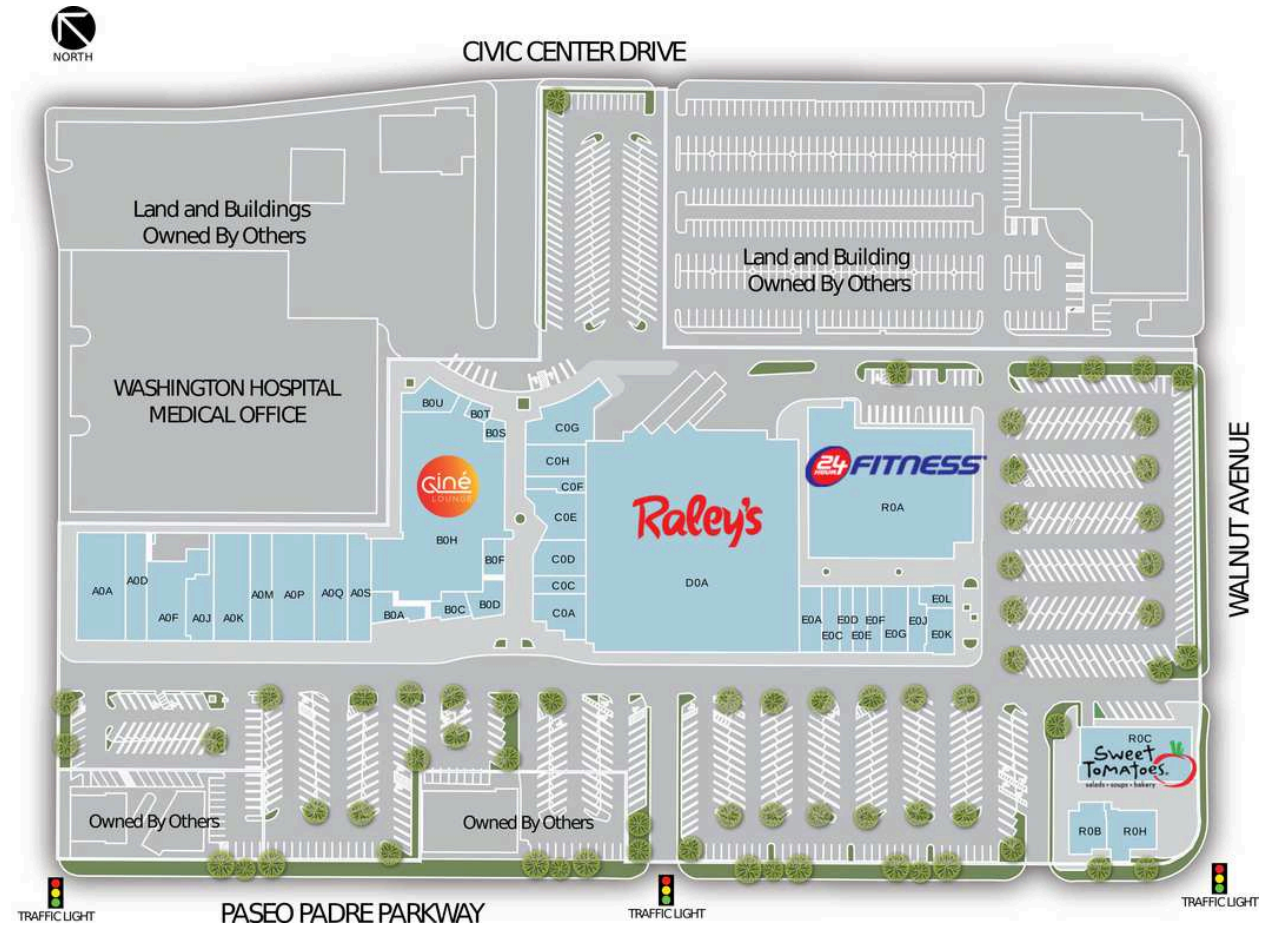 NORTH
CIVIC CENTER DRIVE
Land and Buildings
Owned By Others
Land and Building
Owned By Others
WASHINGTON HOSPITAL
MEDICAL OFFICE
WALNUT AVENUE
B0U
B0T
B0S
C0G
C0H
C0F
C0E
C0D
C0C
C0A
Ciné
LOUNGE
B0H
B0F
B0A
B0C
B0D
Raley's
D0A
24
HOUR
FITNESS
R0A
A0A
A0D
A0F
A0J
A0K
A0M
A0P
A0Q
A0S
E0A
E0C
E0D
E0E
E0F
E0G
E0J
E0L
E0K
R0C
Sweet
Tomatoes
salads • soups • bakery
R0B
R0H
Owned By Others
Owned By Others
TRAFFIC LIGHT
PASEO PADRE PARKWAY
TRAFFIC LIGHT
TRAFFIC LIGHT